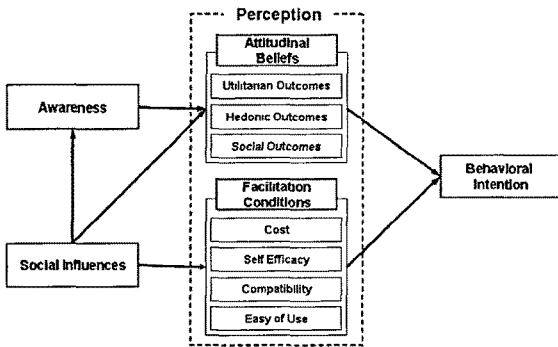 Perception
Attitudinal
Beliefs
Utilitarian Outcomes
Hedonic Outcomes
Social Outcomes
Awareness
Behavioral
Intention
Facilitation
Conditions
Cost
Self Efficacy
Compatibility
Easy of Use
Social Influences